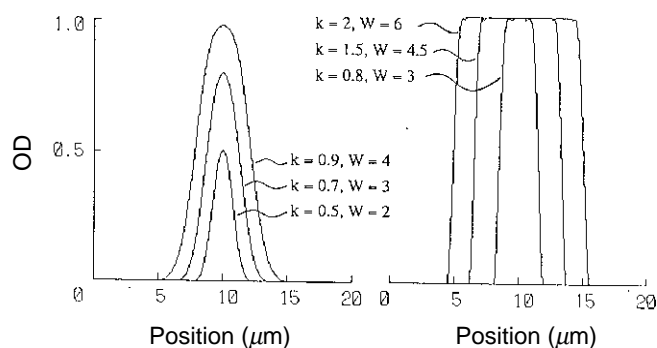 1.0
0.5
0
OD
k = 0.9, W = 4
k = 0.7, W = 3
k = 0.5, W = 2
0 5 10 15 20
Position (μm)
k = 2, W = 6
k = 1.5, W = 4.5
k = 0.8, W = 3
0 5 10 15 20
Position (μm)